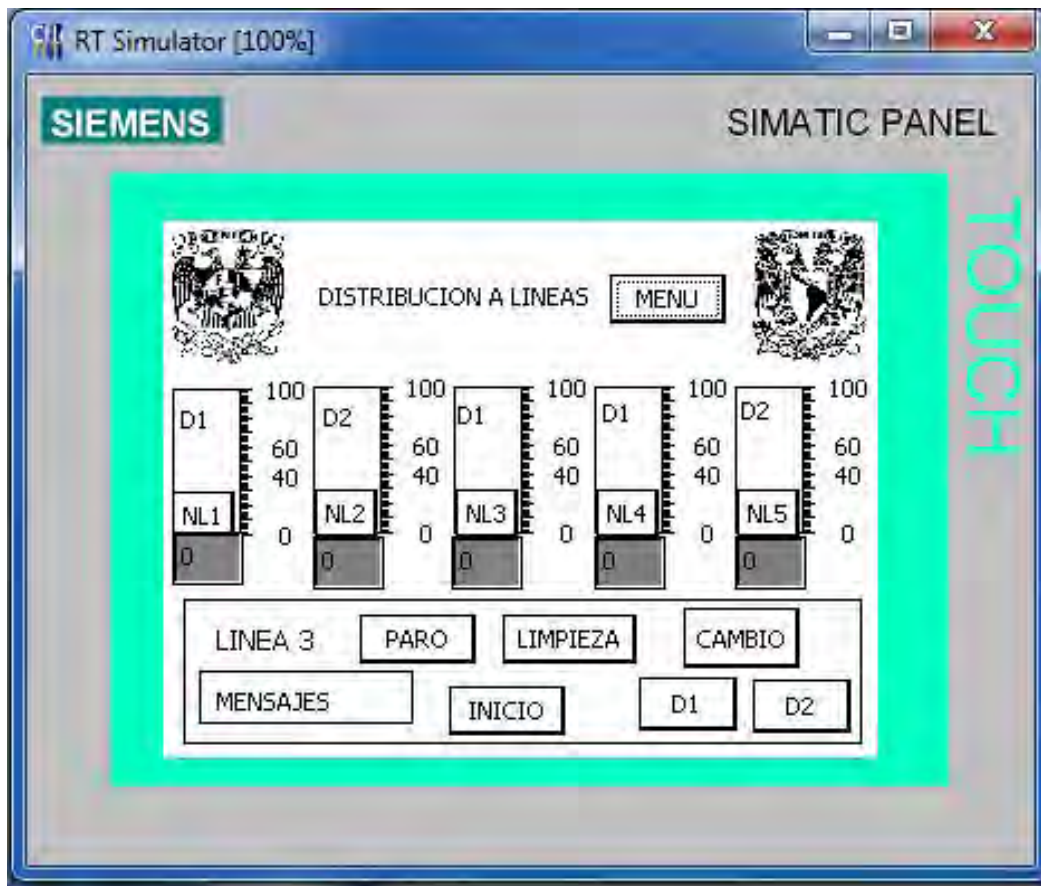 RT Simulator [100%]
SIEMENS
SIMATIC PANEL
TOUCH
DISTRIBUCION A LINEAS
MENU
D1 100 D2 100 D1 100 D1 100 D2 100
60 60 60 60 60
40 40 40 40 40
NL1 0 NL2 0 NL3 0 NL4 0 NL5 0
0 0 0 0 0
LINEA 3 PARO LIMPIEZA CAMBIO
MENSAJES INICIO D1 D2